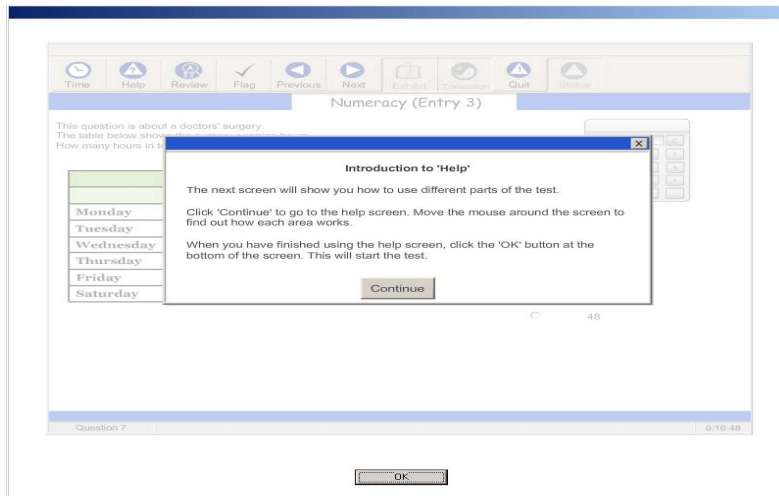 Time Help Review Flag Previous Next Exhibit Translation Quit Status
Numeracy (Entry 3)
This question is about a doctors' surgery.
The table below shows the surgery opening hours.
How many hours in t
Introduction to 'Help'
The next screen will show you how to use different parts of the test.
Click 'Continue' to go to the help screen. Move the mouse around the screen to
find out how each area works.
When you have finished using the help screen, click the 'OK' button at the
bottom of the screen. This will start the test.
Continue
Monday
Tuesday
Wednesday
Thursday
Friday
Saturday
48
Question 7
0:16:48
OK